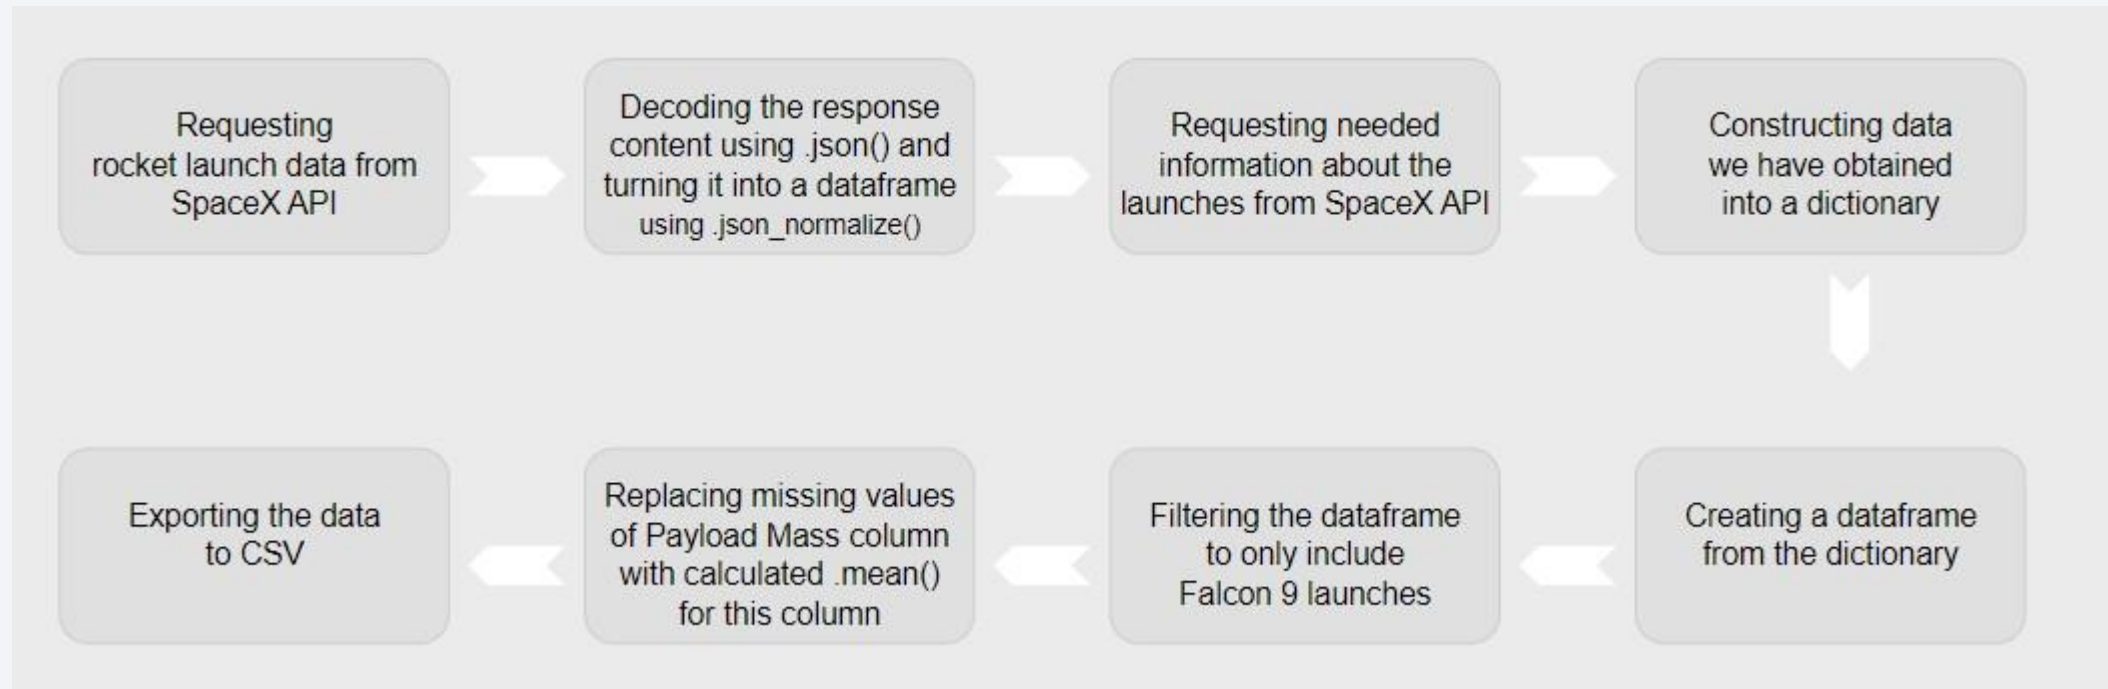 Requesting
rocket launch data from
SpaceX API
Decoding the response
content using .json() and
turning it into a dataframe
using .json_normalize()
Requesting needed
information about the
launches from SpaceX API
Constructing data
we have obtained
into a dictionary
Creating a dataframe
from the dictionary
Filtering the dataframe
to only include
Falcon 9 launches
Replacing missing values
of Payload Mass column
with calculated .mean()
for this column
Exporting the data
to CSV